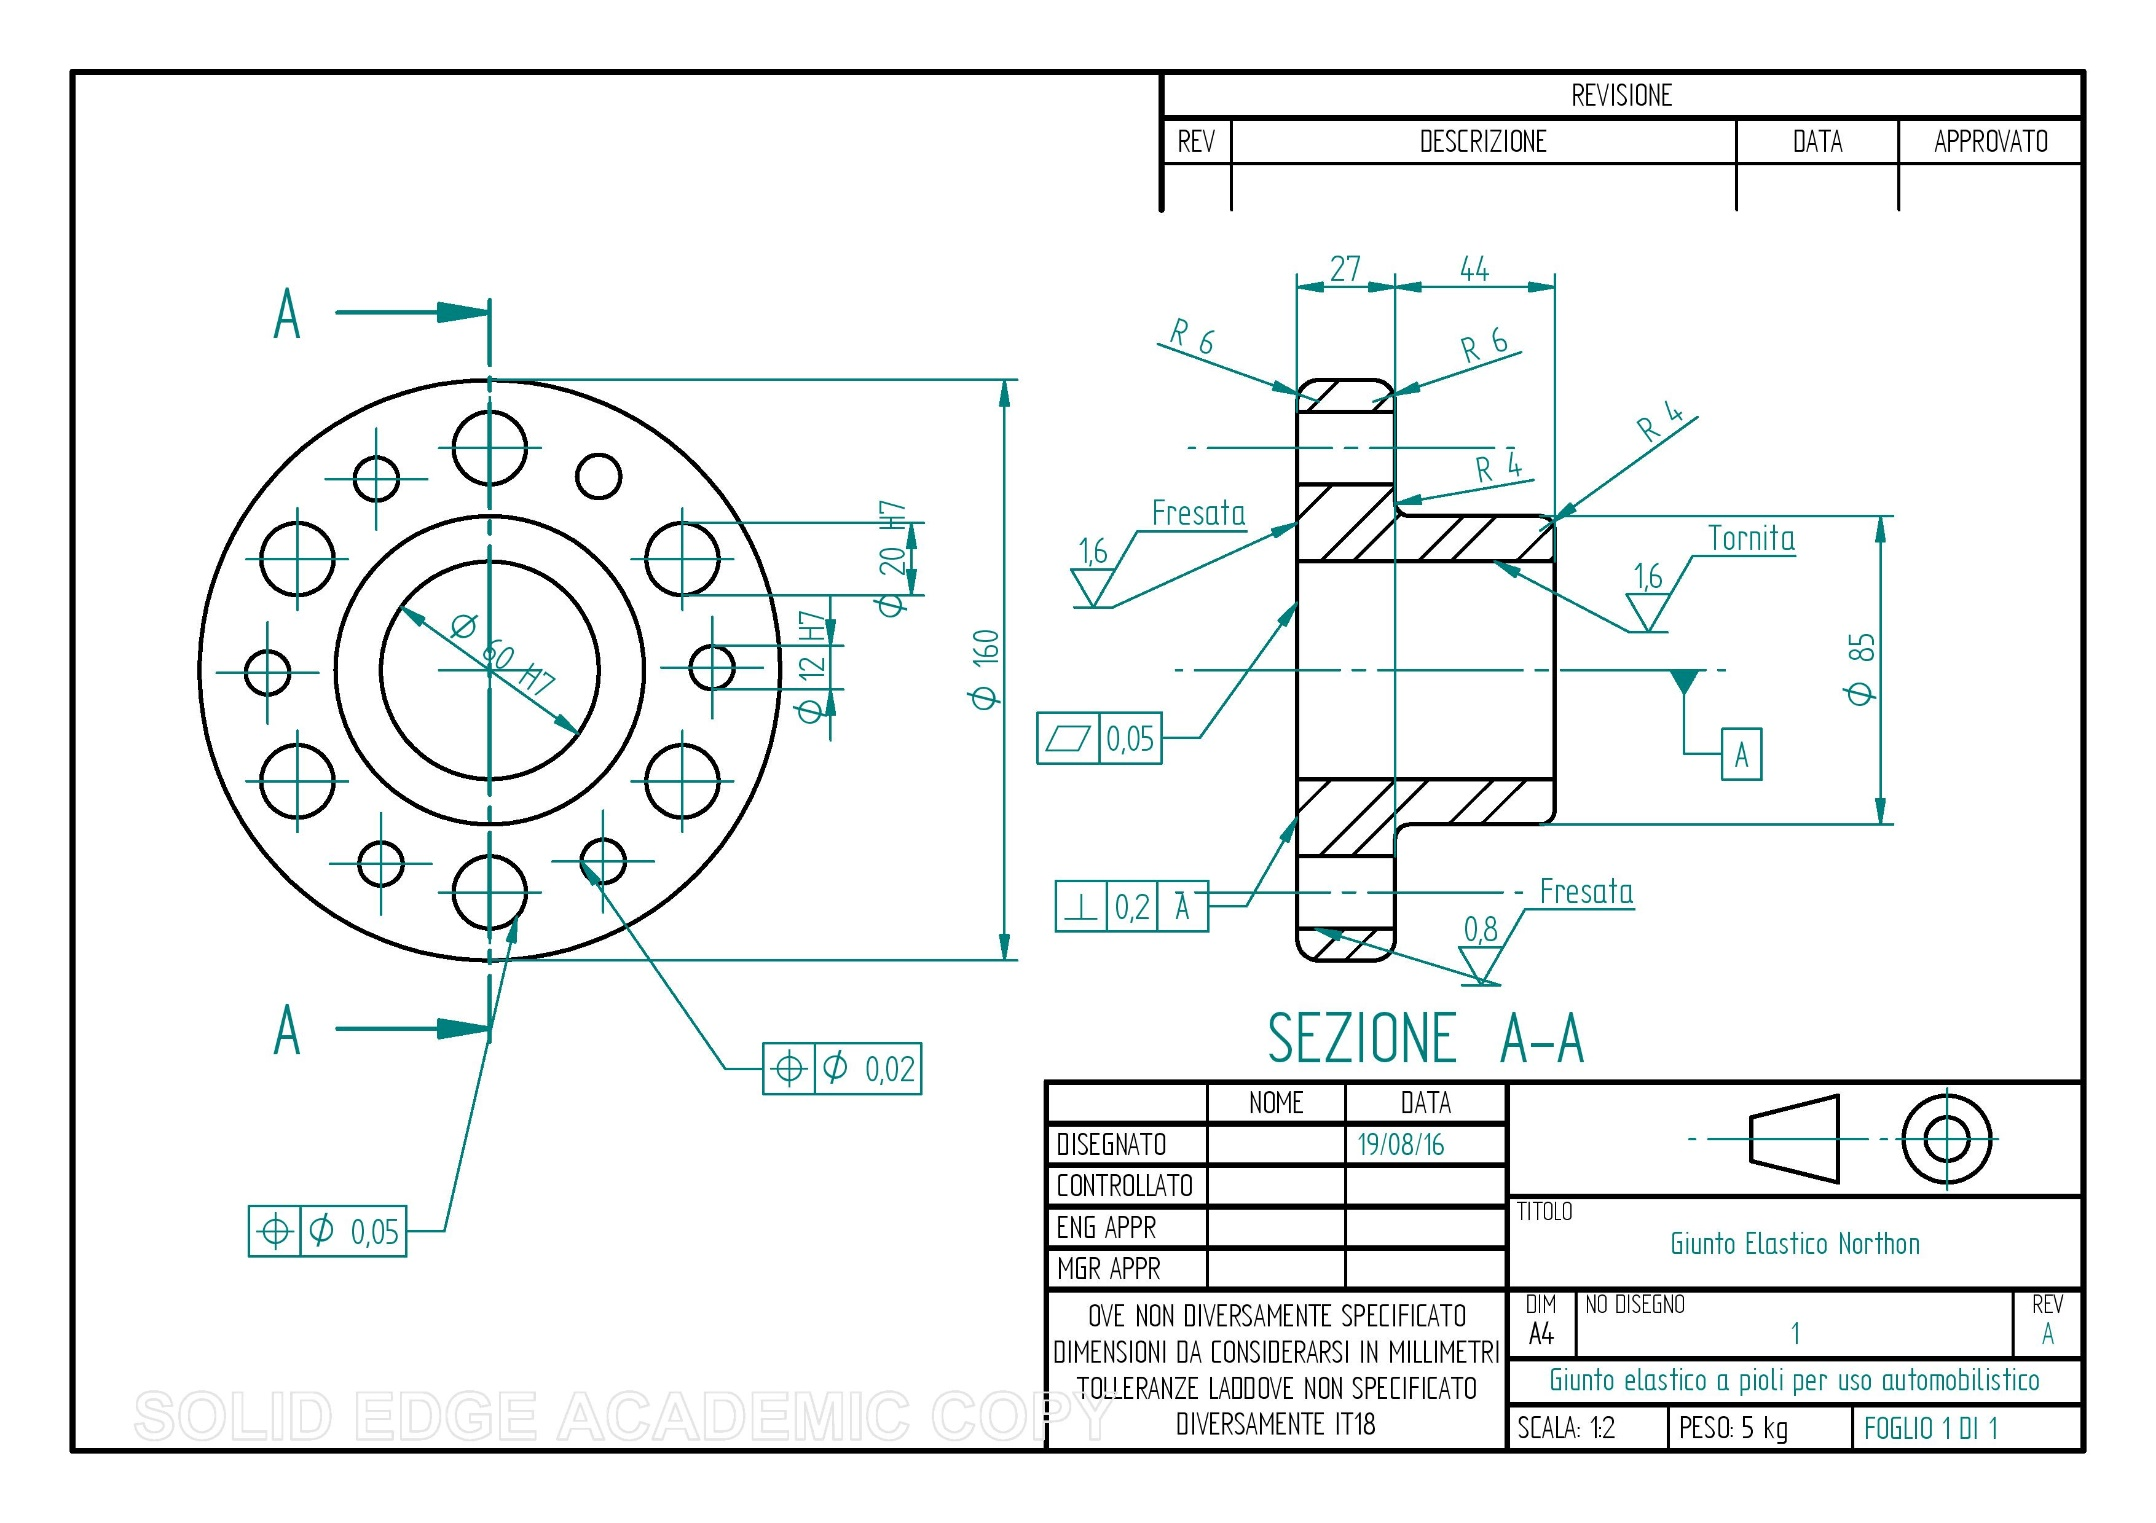 REVISIONE
REV DESCRIZIONE DATA APPROVATO
27 44
A
R 6
R 6
R 4
R 4
Fresata
1,6
Tornita
1,6
Φ 20 H7
Φ 12 H7
Φ 60 H7
Φ 160
Φ 85
0,05
A
0,2 A
Fresata
0,8
A
SEZIONE A-A
Φ 0,02
Φ 0,05
NOME DATA
DISEGNATO 19/08/16
CONTROLLATO
ENG APPR
MGR APPR
TITOLO
Giunto Elastico Northon
OVE NON DIVERSAMENTE SPECIFICATO
DIMENSIONI DA CONSIDERARSI IN MILLIMETRI
TOLLERANZE LADDOVE NON SPECIFICATO
DIVERSAMENTE IT18
DIM NO DISEGNO REV
A4 1 A
Giunto elastico a pioli per uso automobilistico
SCALA: 1:2 PESO: 5 kg FOGLIO 1 DI 1
SOLID EDGE ACADEMIC COPY